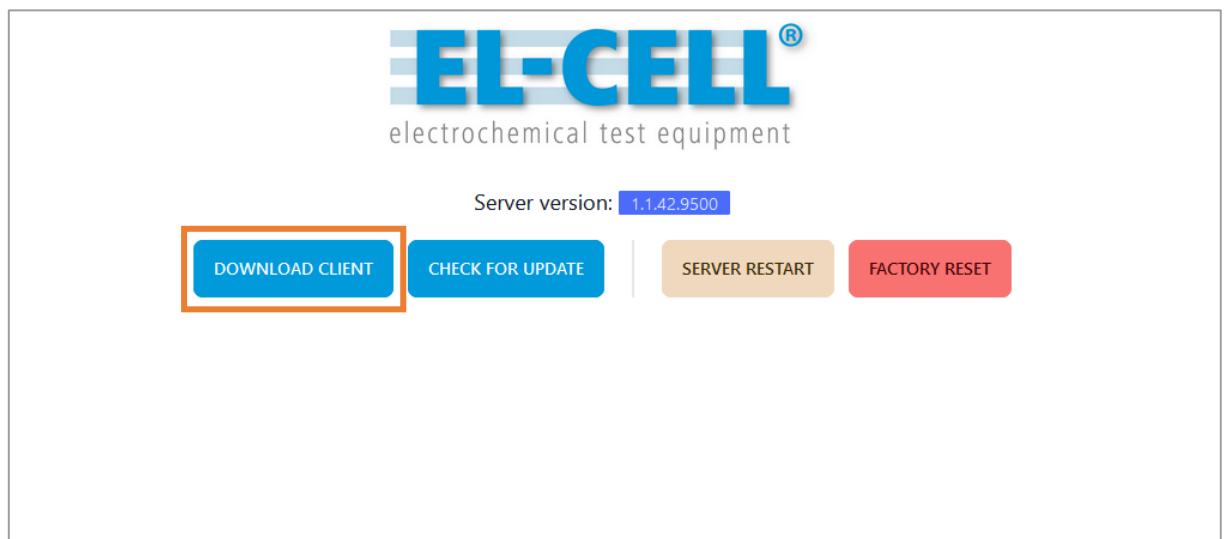 EL-CELL®
electrochemical test equipment
Server version: 1.1.42.9500
DOWNLOAD CLIENT CHECK FOR UPDATE SERVER RESTART FACTORY RESET